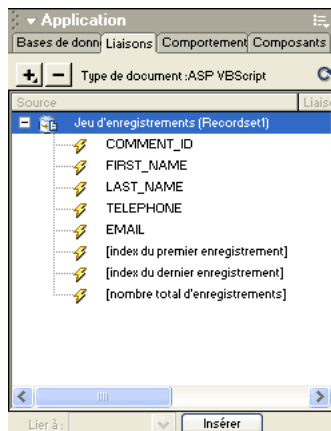 Application
Bases de donn Liaisons Comportement Composants
Type de document :ASP VBScript
Source Liais
Jeu d'enregistrements (Recordset1)
COMMENT_ID
FIRST_NAME
LAST_NAME
TELEPHONE
EMAIL
[index du premier enregistrement]
[index du dernier enregistrement]
[nombre total d'enregistrements]
Lier à : Insérer